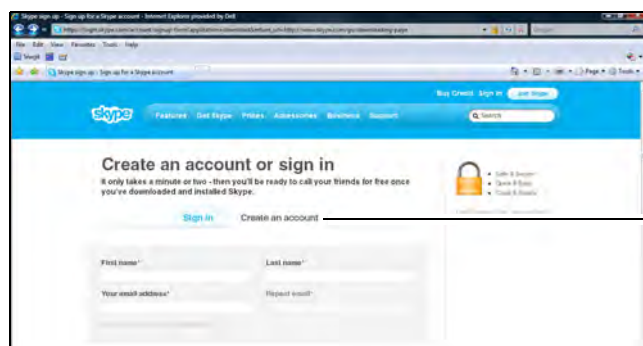 Skype sign up - Sign up for a Skype account - Internet Explorer provided by Dell
File Edit View Favorites Tools Help
Skype sign up - Sign up for a Skype account
Page Tools
Buy Credit Sign in
skype Features Get Skype Prices Accessories Business Support
Search
Create an account or sign in
It only takes a minute or two - then you'll be ready to call your friends for free once
you've downloaded and installed Skype.
Sign in Create an account
First name* Last name*
Your email address* Repeat email*